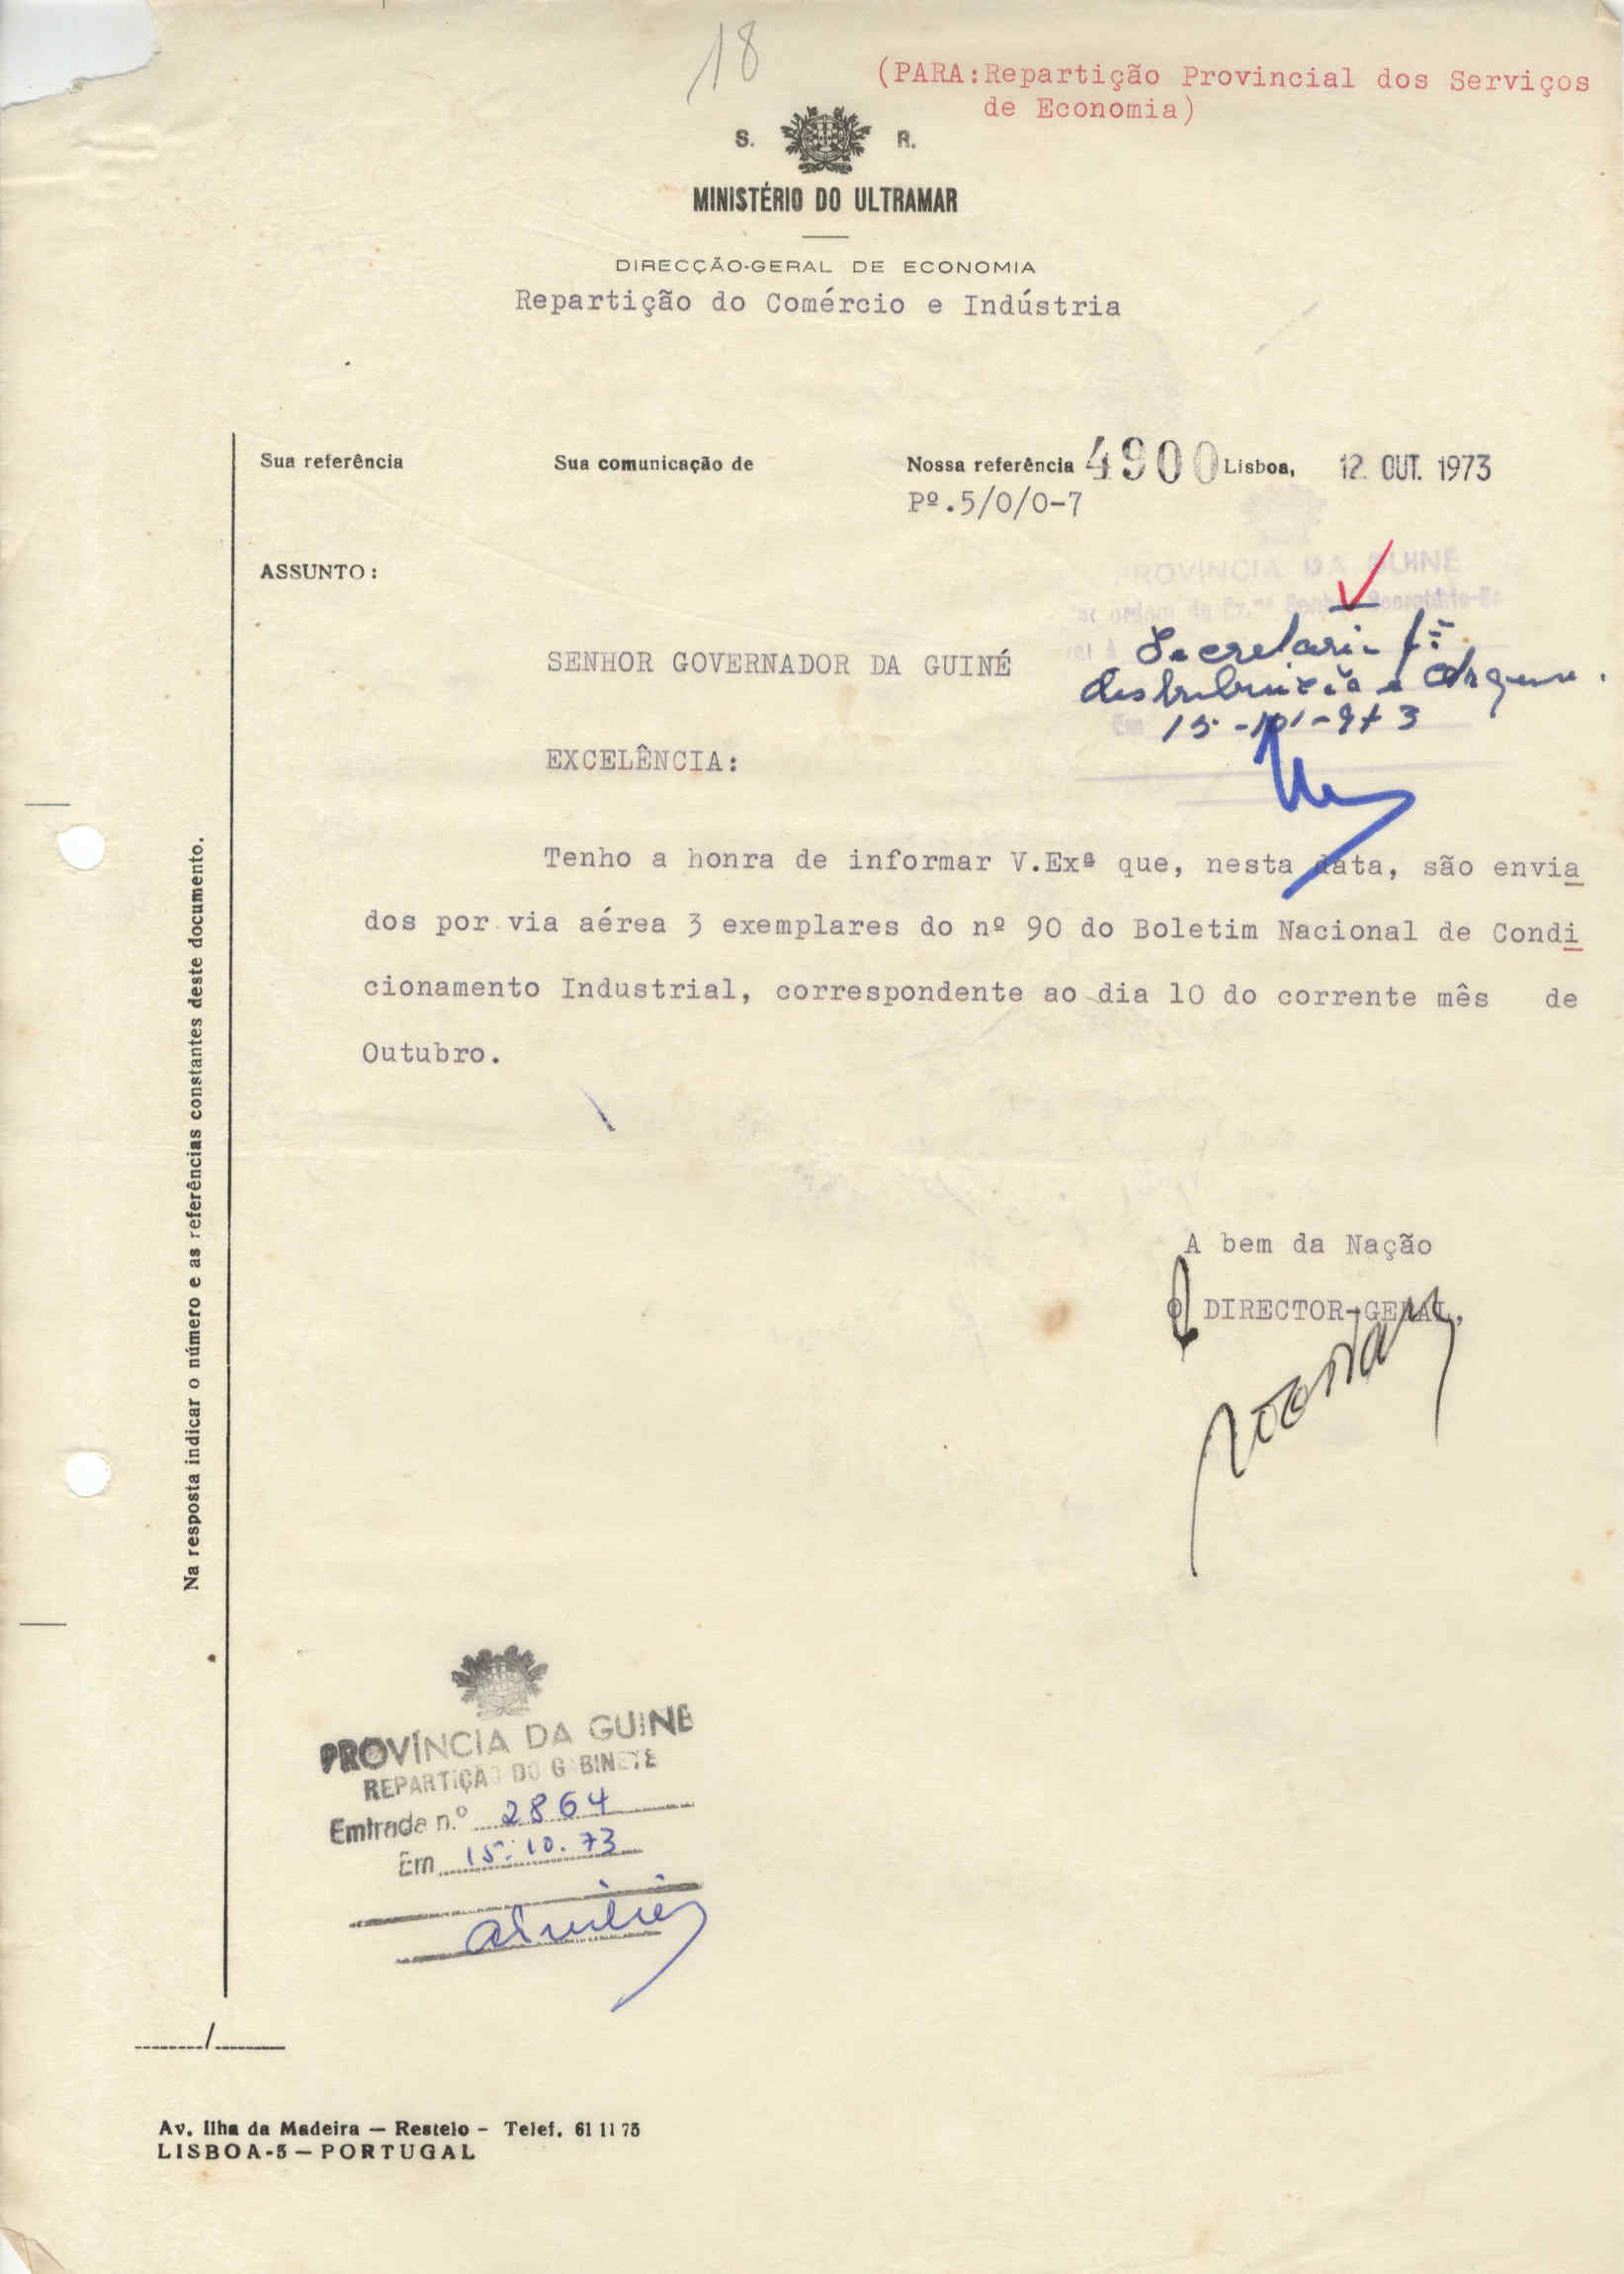 18
(PARA:Repartição Provincial dos Serviços
de Economia)
S. R.
MINISTÉRIO DO ULTRAMAR
DIRECÇÃO-GERAL DE ECONOMIA
Repartição do Comércio e Indústria
Sua referência Sua comunicação de Nossa referência 4900 Lisboa, 12. OUT. 1973
Pº.5/0/0-7
ASSUNTO:
PROVÍNCIA DA GUINÉ
Secretaria
distribuição e
15-10-973
SENHOR GOVERNADOR DA GUINÉ
EXCELÊNCIA:
Tenho a honra de informar V.Exª que, nesta data, são envia
dos por via aérea 3 exemplares do nº 90 do Boletim Nacional de Condi
cionamento Industrial, correspondente ao dia 10 do corrente mês de
Outubro.
A bem da Nação
O DIRECTOR-GERAL,
Na resposta indicar o número e as referências constantes deste documento.
PROVÍNCIA DA GUINÉ
REPARTIÇÃO DO GABINETE
Entrada n.º 2864
Em 15.10.73
/
Av. Ilha da Madeira — Restelo - Telef. 61 11 75
LISBOA-5 — PORTUGAL